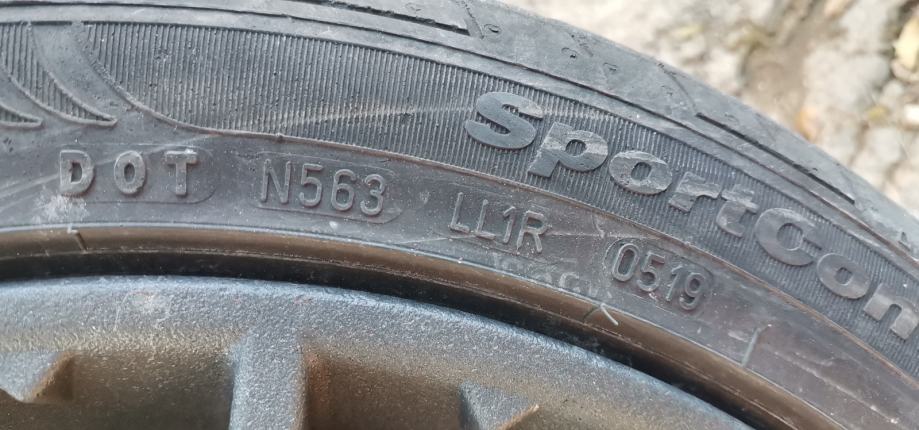 SportCon
DOT N563 LL1R 0519